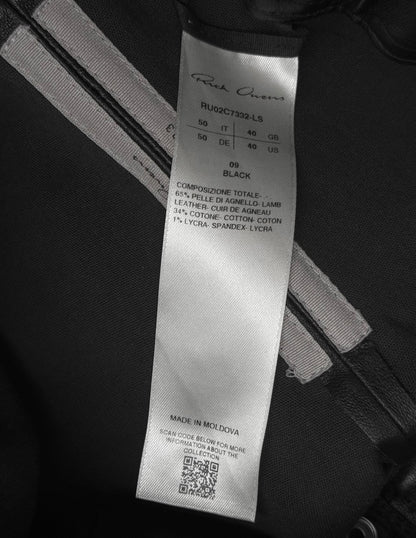 Rick Owens
RU02C7332-LS
50 IT 40 GB
50 DE 40 US
09
BLACK
COMPOSIZIONE TOTALE-
65% PELLE DI AGNELLO- LAMB
LEATHER- CUIR DE AGNEAU
34% COTONE- COTTON- COTON
1% LYCRA- SPANDEX- LYCRA
MADE IN MOLDOVA
SCAN CODE BELOW FOR MORE
INFORMATION ABOUT THE
COLLECTION